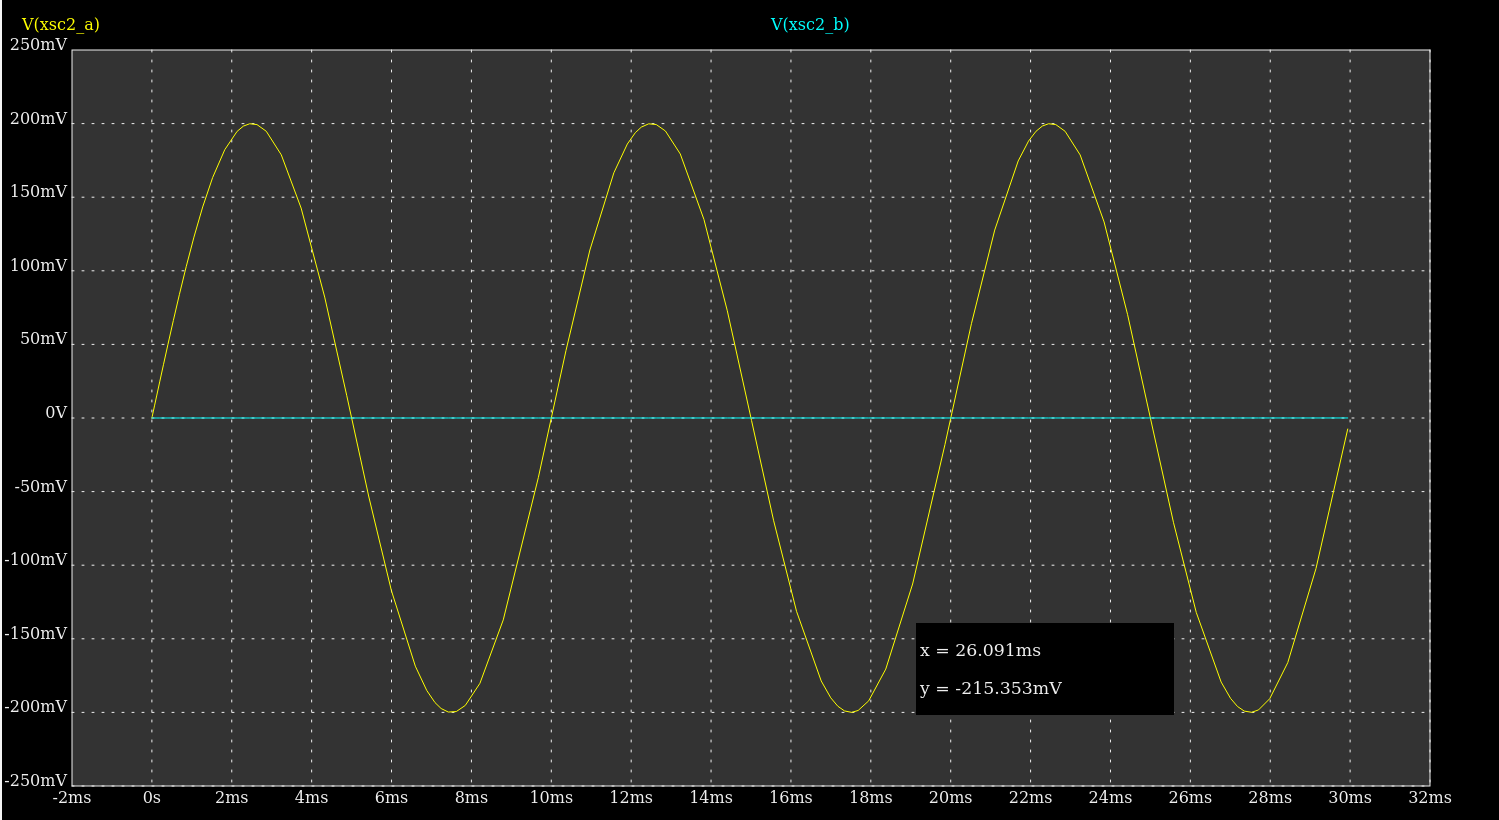 V(xsc2_a) V(xsc2_b)
250mV
200mV
150mV
100mV
50mV
0V
-50mV
-100mV
-150mV
-200mV
-250mV
x = 26.091ms
y = -215.353mV
-2ms 0s 2ms 4ms 6ms 8ms 10ms 12ms 14ms 16ms 18ms 20ms 22ms 24ms 26ms 28ms 30ms 32ms